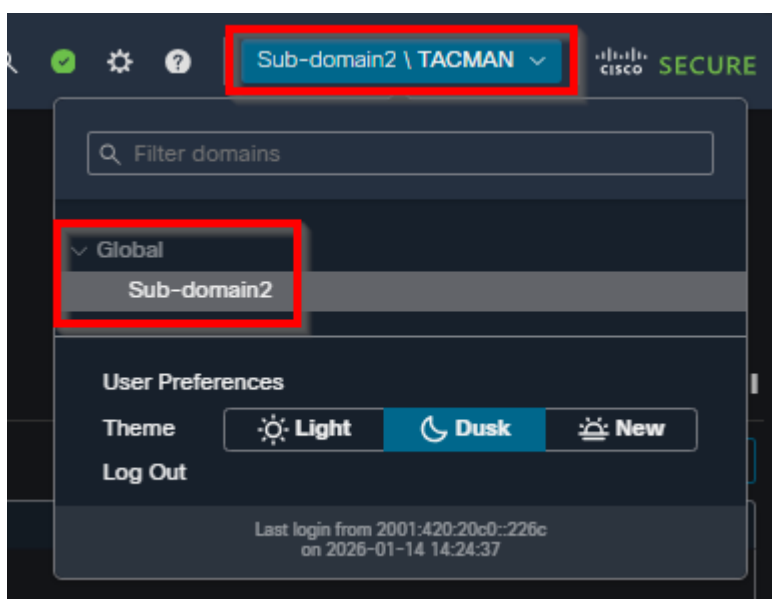 Sub-domain2 \ TACMAN
cisco SECURE
Filter domains
Global
Sub-domain2
User Preferences
Theme Light Dusk New
Log Out
Last login from 2001:420:20c0::226c
on 2026-01-14 14:24:37